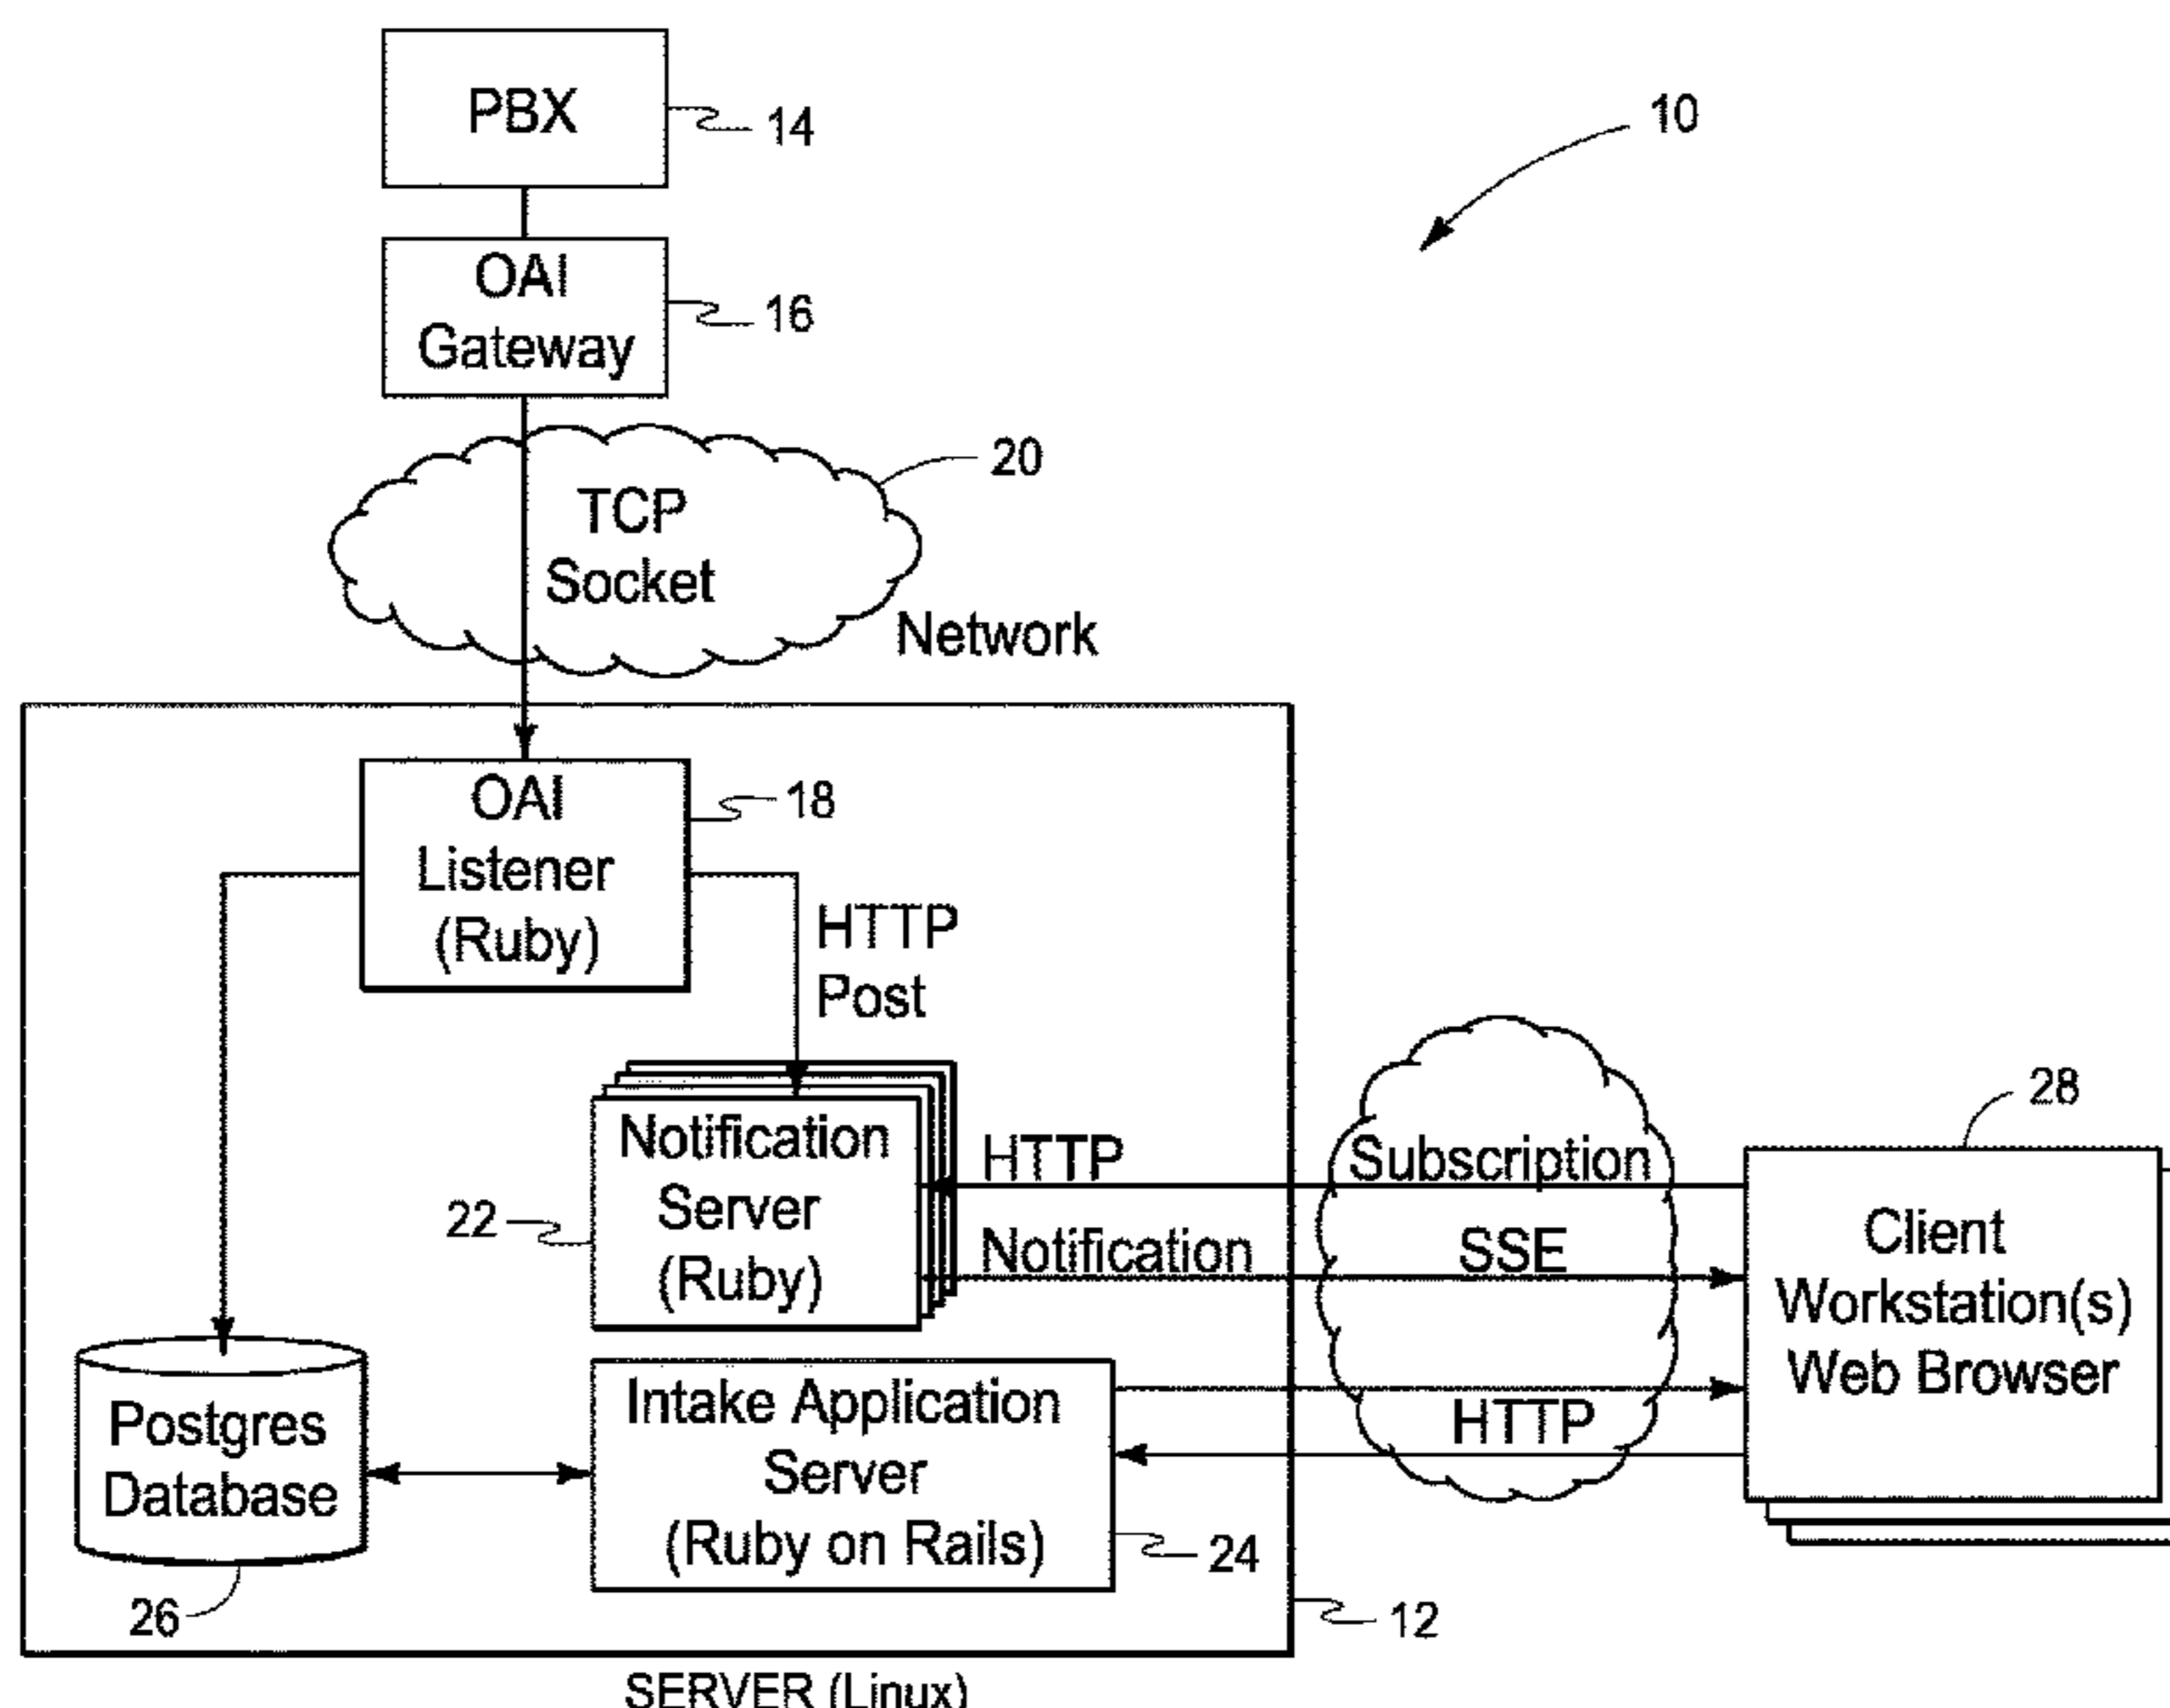 PBX
14
10
OAI
Gateway
16
TCP
Socket
20
Network
OAI
Listener
(Ruby)
18
HTTP
Post
Notification
Server
(Ruby)
22
HTTP
Subscription
Notification
SSE
28
Client
Workstation(s)
Web Browser
HTTP
Postgres
Database
26
Intake Application
Server
(Ruby on Rails)
24
12
SERVER (Linux)